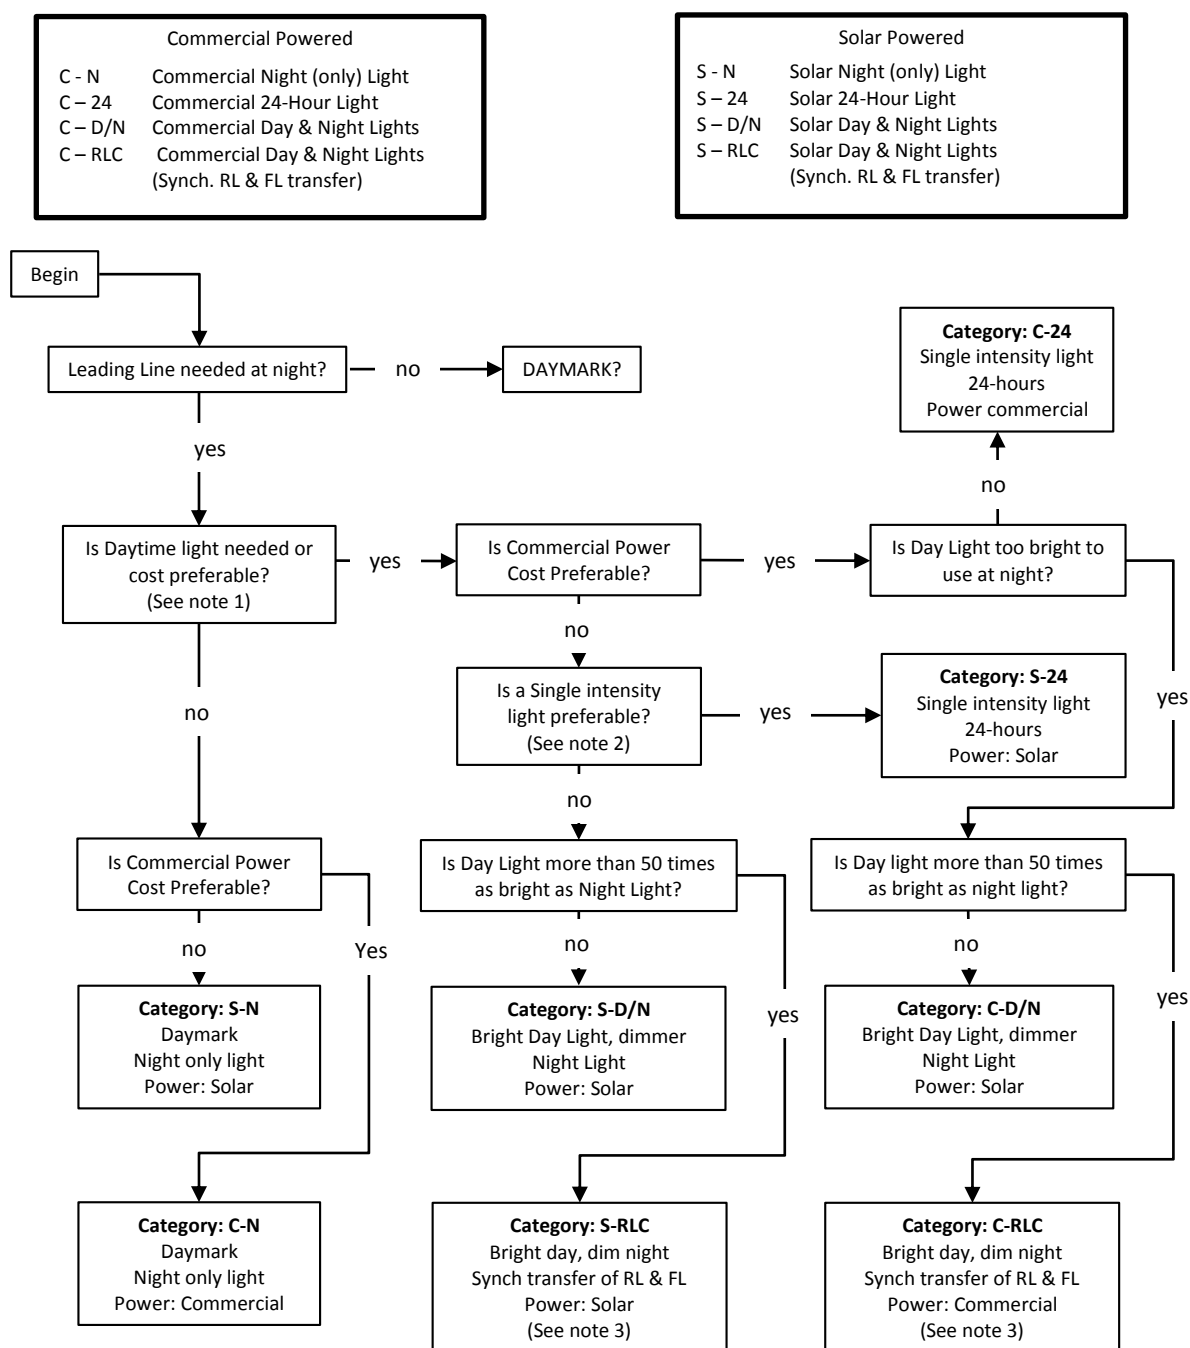 Commercial Powered
C - N Commercial Night (only) Light
C – 24 Commercial 24-Hour Light
C – D/N Commercial Day & Night Lights
C – RLC Commercial Day & Night Lights
(Synch. RL & FL transfer)
Solar Powered
S - N Solar Night (only) Light
S – 24 Solar 24-Hour Light
S – D/N Solar Day & Night Lights
S – RLC Solar Day & Night Lights
(Synch. RL & FL transfer)
Begin
Leading Line needed at night?
no
DAYMARK?
Category: C-24
Single intensity light
24-hours
Power commercial
yes
no
Is Daytime light needed or
cost preferable?
(See note 1)
yes
Is Commercial Power
Cost Preferable?
yes
Is Day Light too bright to
use at night?
no
no
Is a Single intensity
light preferable?
(See note 2)
yes
Category: S-24
Single intensity light
24-hours
Power: Solar
yes
no
Is Commercial Power
Cost Preferable?
Is Day Light more than 50 times
as bright as Night Light?
Is Day light more than 50 times
as bright as night light?
no
Yes
no
yes
no
yes
Category: S-N
Daymark
Night only light
Power: Solar
Category: S-D/N
Bright Day Light, dimmer
Night Light
Power: Solar
Category: C-D/N
Bright Day Light, dimmer
Night Light
Power: Solar
Category: C-N
Daymark
Night only light
Power: Commercial
Category: S-RLC
Bright day, dim night
Synch transfer of RL & FL
Power: Solar
(See note 3)
Category: C-RLC
Bright day, dim night
Synch transfer of RL & FL
Power: Commercial
(See note 3)